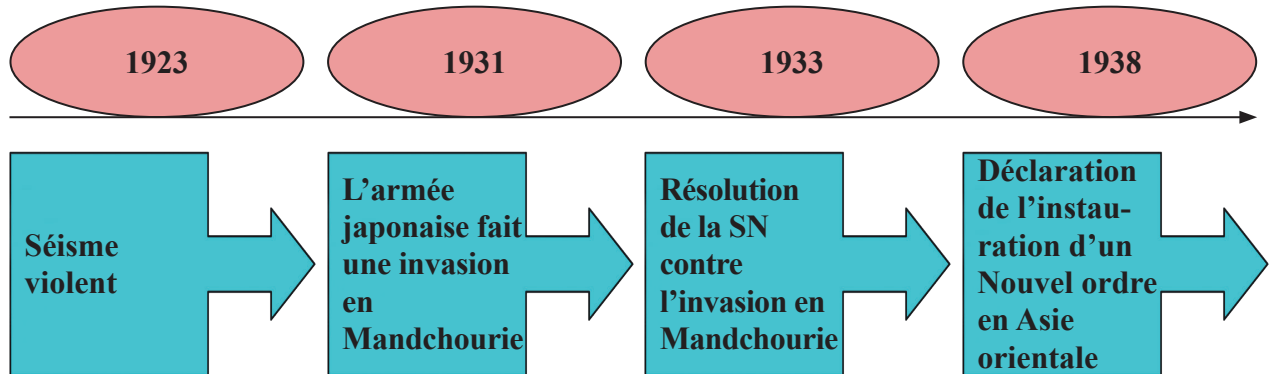 1923
1931
1933
1938
Séisme
violent
L’armée
japonaise fait
une invasion
en
Mandchourie
Résolution
de la SN
contre
l’invasion en
Mandchourie
Déclaration
de l’instau-
ration d’un
Nouvel ordre
en Asie
orientale